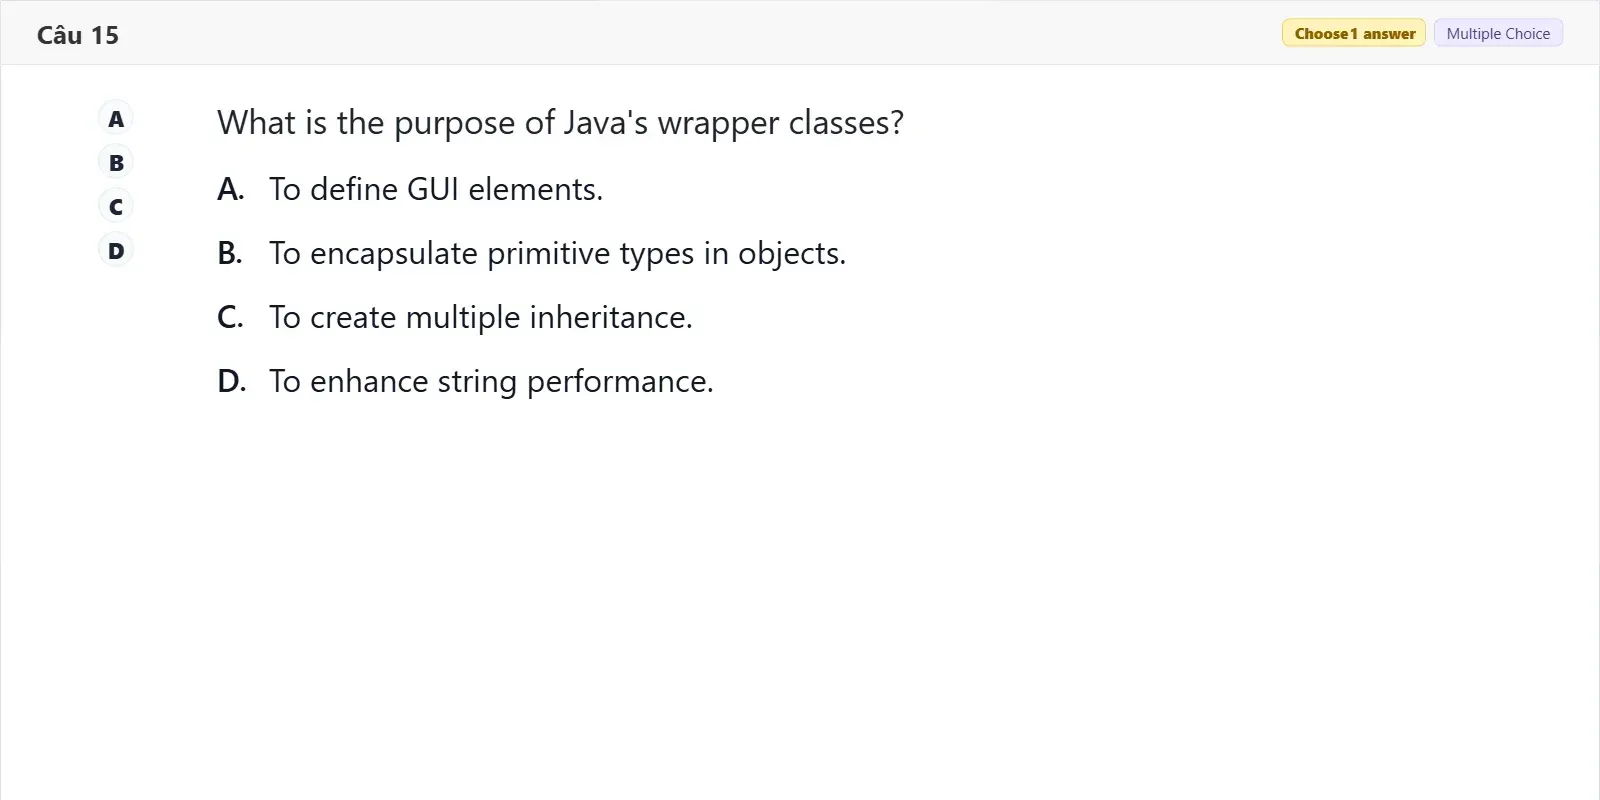 Câu 15
Choose1 answer
Multiple Choice
A
B
C
D
What is the purpose of Java's wrapper classes?
A. To define GUI elements.
B. To encapsulate primitive types in objects.
C. To create multiple inheritance.
D. To enhance string performance.